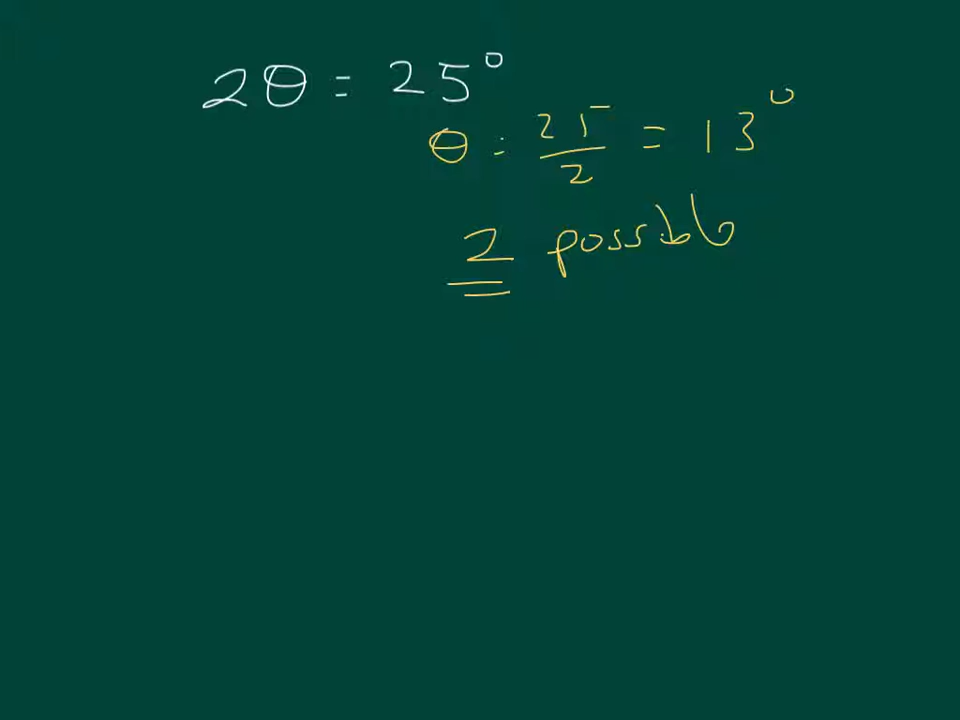 2θ = 25°
θ = 25/2 = 13°
2 possible